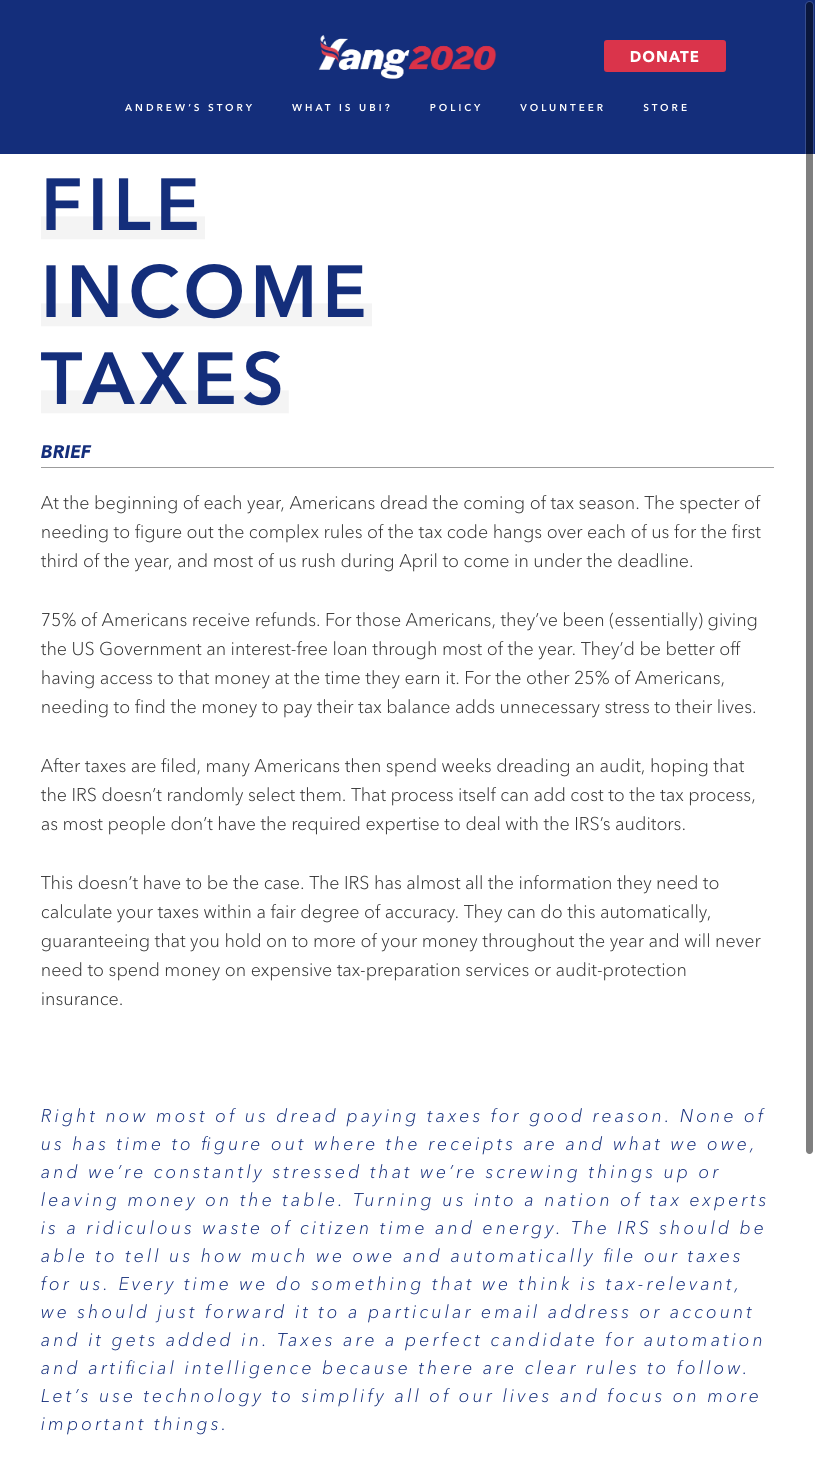 Yang2020
DONATE
ANDREW'S STORY WHAT IS UBI? POLICY VOLUNTEER STORE
FILE
INCOME
TAXES
BRIEF
At the beginning of each year, Americans dread the coming of tax season. The specter of
needing to figure out the complex rules of the tax code hangs over each of us for the first
third of the year, and most of us rush during April to come in under the deadline.
75% of Americans receive refunds. For those Americans, they've been (essentially) giving
the US Government an interest-free loan through most of the year. They'd be better off
having access to that money at the time they earn it. For the other 25% of Americans,
needing to find the money to pay their tax balance adds unnecessary stress to their lives.
After taxes are filed, many Americans then spend weeks dreading an audit, hoping that
the IRS doesn't randomly select them. That process itself can add cost to the tax process,
as most people don't have the required expertise to deal with the IRS's auditors.
This doesn't have to be the case. The IRS has almost all the information they need to
calculate your taxes within a fair degree of accuracy. They can do this automatically,
guaranteeing that you hold on to more of your money throughout the year and will never
need to spend money on expensive tax-preparation services or audit-protection
insurance.
Right now most of us dread paying taxes for good reason. None of
us has time to figure out where the receipts are and what we owe,
and we're constantly stressed that we're screwing things up or
leaving money on the table. Turning us into a nation of tax experts
is a ridiculous waste of citizen time and energy. The IRS should be
able to tell us how much we owe and automatically file our taxes
for us. Every time we do something that we think is tax-relevant,
we should just forward it to a particular email address or account
and it gets added in. Taxes are a perfect candidate for automation
and artificial intelligence because there are clear rules to follow.
Let's use technology to simplify all of our lives and focus on more
important things.